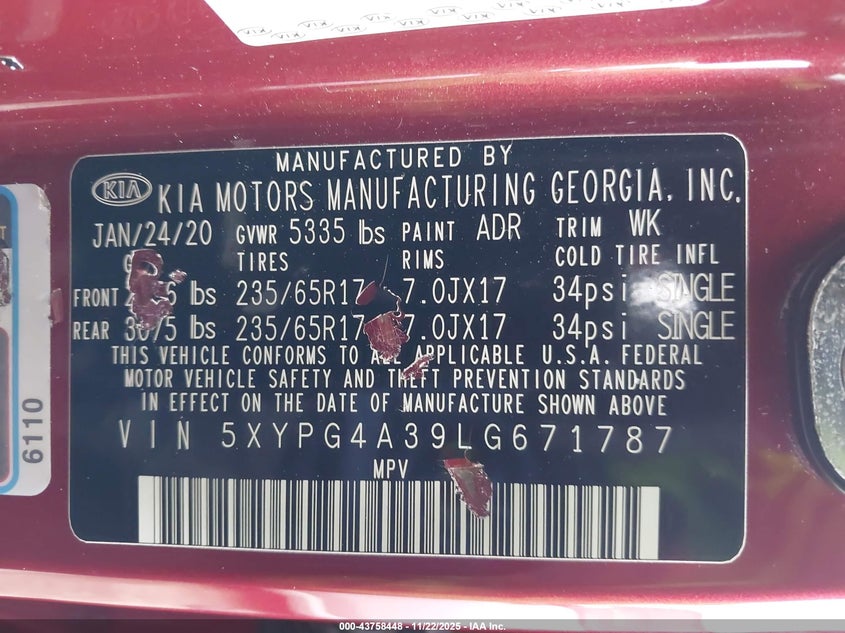 MANUFACTURED BY
KIA KIA MOTORS MANUFACTURING GEORGIA, INC.
JAN/24/20 GVWR 5335 lbs PAINT ADR TRIM WK
TIRES RIMS COLD TIRE INFL
FRONT lbs 235/65R17 7.0JX17 34psi SINGLE
REAR lbs 235/65R17 7.0JX17 34psi SINGLE
THIS VEHICLE CONFORMS TO ALL APPLICABLE U.S.A. FEDERAL
MOTOR VEHICLE SAFETY AND THEFT PREVENTION STANDARDS
IN EFFECT ON THE DATE OF MANUFACTURE SHOWN ABOVE
VIN 5XYPG4A39LG671787
MPV
6110
000-43758448 - 11/22/2025 - IAA Inc.